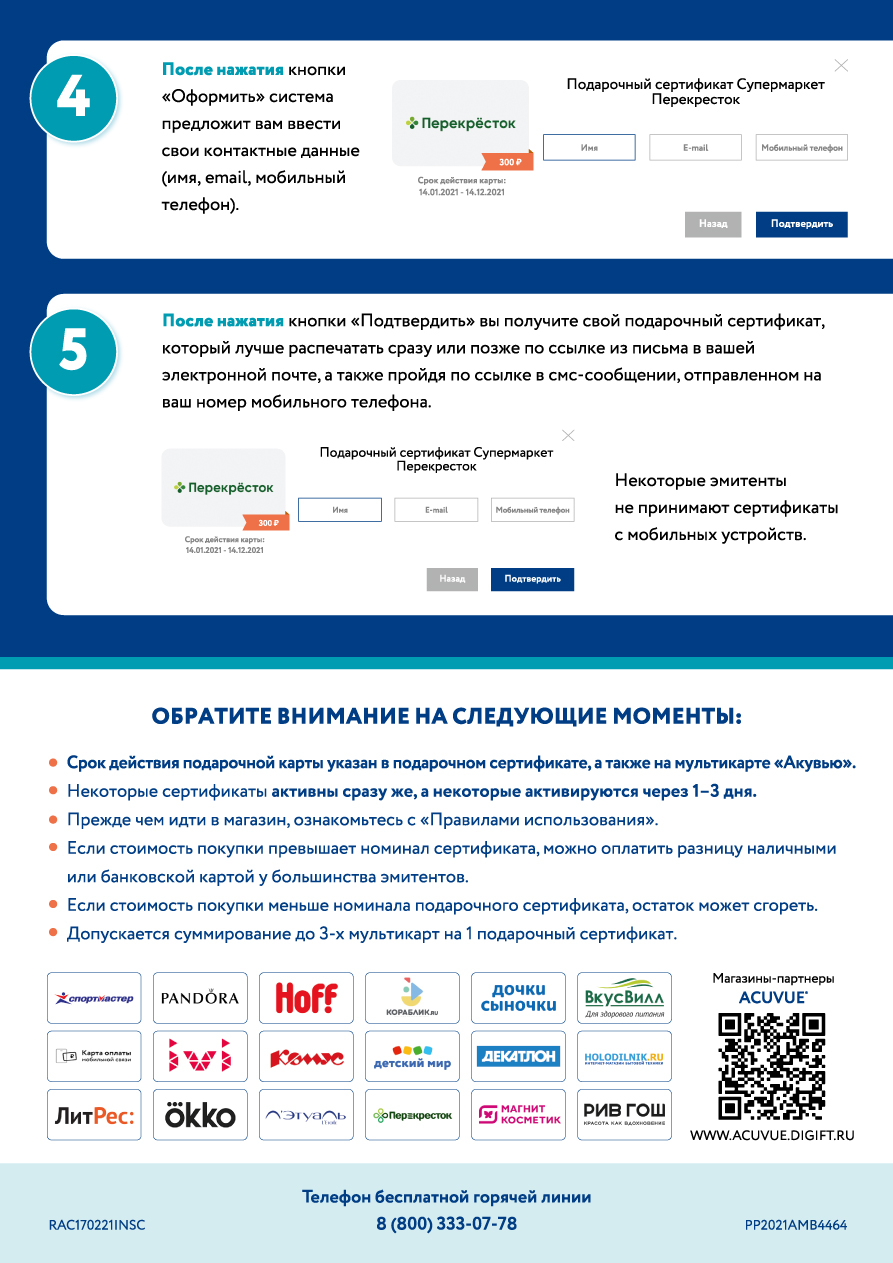 4
После нажатия кнопки
«Оформить» система
предложит вам ввести
свои контактные данные
(имя, email, мобильный
телефон).
Перекрёсток
300 ₽
Срок действия карты:
14.01.2021 - 14.12.2021
Подарочный сертификат Супермаркет
Перекресток
Имя
E-mail
Мобильный телефон
Назад
Подтвердить
5
После нажатия кнопки «Подтвердить» вы получите свой подарочный сертификат,
который лучше распечатать сразу или позже по ссылке из письма в вашей
электронной почте, а также пройдя по ссылке в смс-сообщении, отправленном на
ваш номер мобильного телефона.
Перекрёсток
300 ₽
Срок действия карты:
14.01.2021 - 14.12.2021
Подарочный сертификат Супермаркет
Перекресток
Имя
E-mail
Мобильный телефон
Назад
Подтвердить
Некоторые эмитенты
не принимают сертификаты
с мобильных устройств.
ОБРАТИТЕ ВНИМАНИЕ НА СЛЕДУЮЩИЕ МОМЕНТЫ:
Срок действия подарочной карты указан в подарочном сертификате, а также на мультикарте «Акувью».
Некоторые сертификаты активны сразу же, а некоторые активируются через 1–3 дня.
Прежде чем идти в магазин, ознакомьтесь с «Правилами использования».
Если стоимость покупки превышает номинал сертификата, можно оплатить разницу наличными
или банковской картой у большинства эмитентов.
Если стоимость покупки меньше номинала подарочного сертификата, остаток может сгореть.
Допускается суммирование до 3-х мультикарт на 1 подарочный сертификат.
спортмастер
PANDÖRA
Hoff
КОРАБЛИК.RU
ДОЧКИ
СЫНОЧКИ
ВкусВилл
Для здорового питания
Карта оплаты
мобильной связи
ivi
Комус
детский мир
ДЕКАТЛОН
HOLODILNIK.RU
ИНТЕРНЕТ-МАГАЗИН БЫТОВОЙ ТЕХНИКИ
ЛитРес:
ökko
Л'Этуаль
Перекресток
МАГНИТ
КОСМЕТИК
РИВ ГОШ
КРАСОТА КАК ВДОХНОВЕНИЕ
Магазины-партнеры
ACUVUE®
WWW.ACUVUE.DIGIFT.RU
Телефон бесплатной горячей линии
8 (800) 333-07-78
RAC170221INSC
PP2021AMB4464